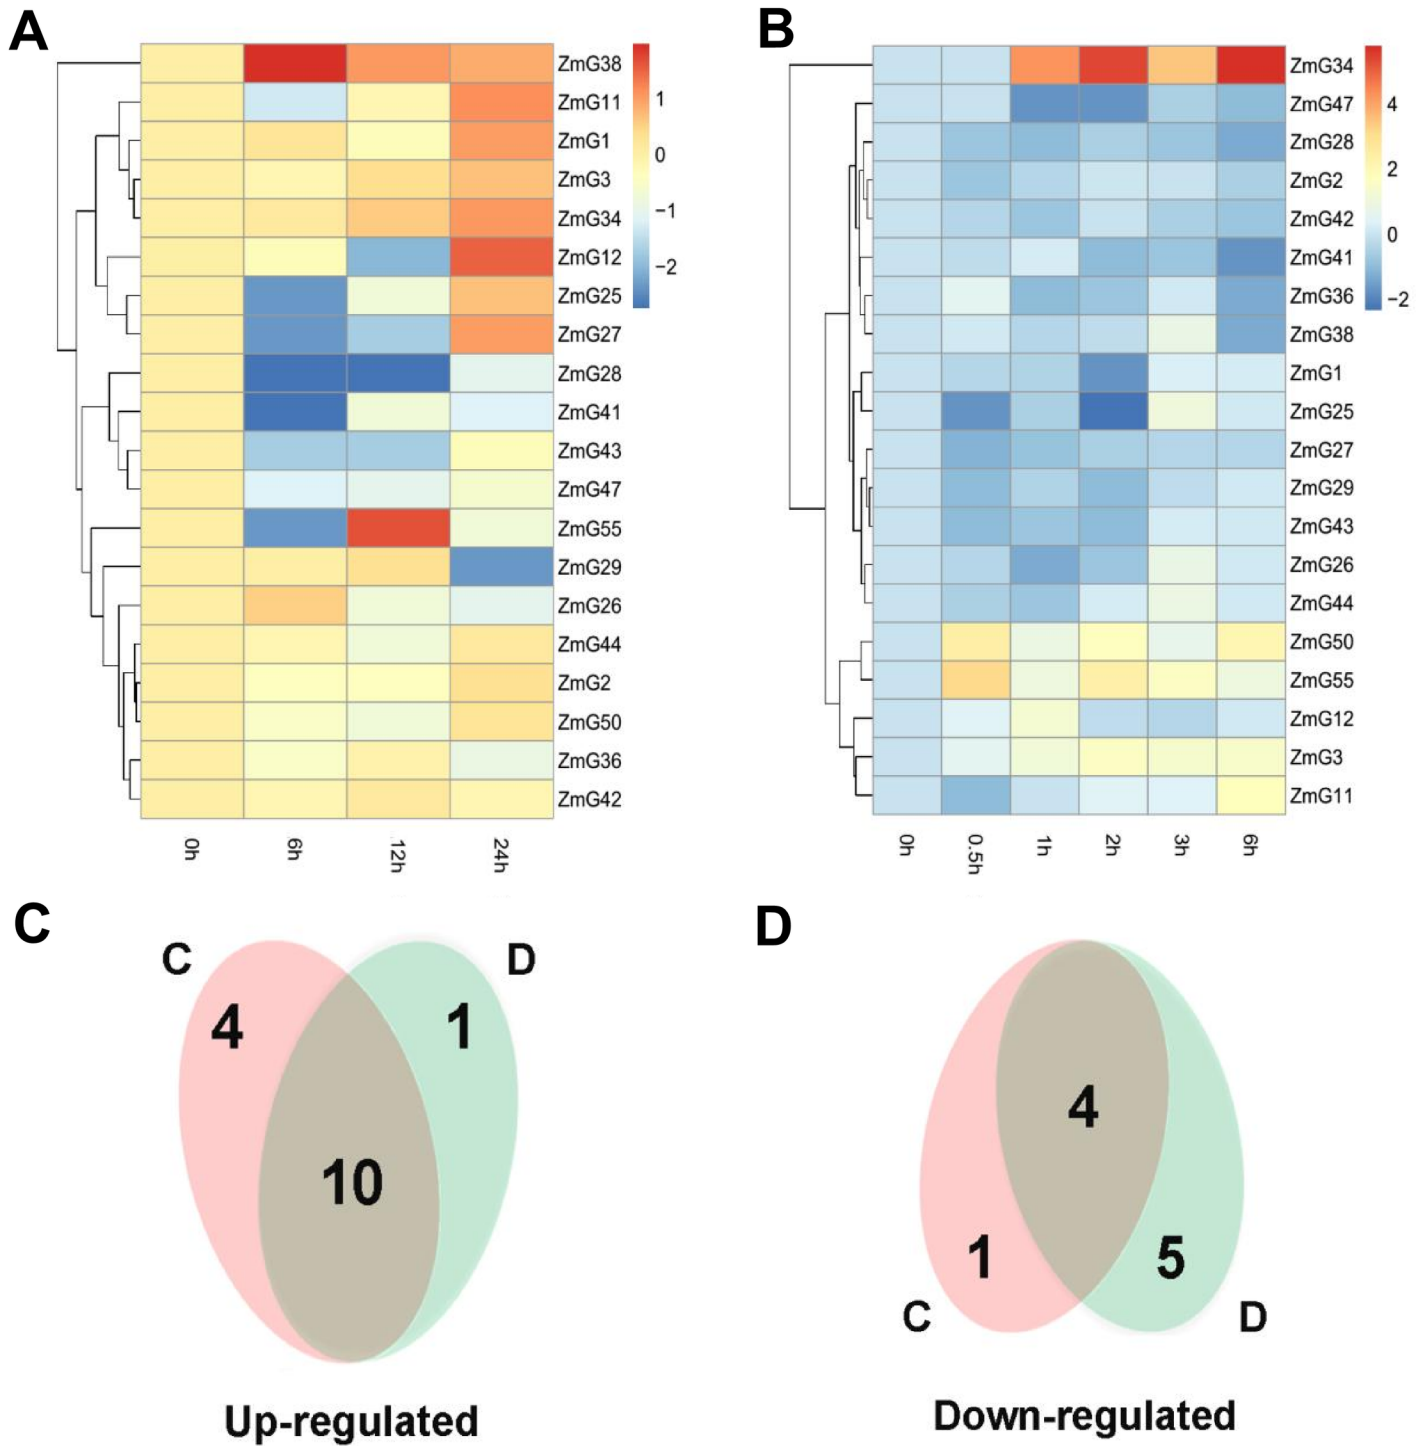 A
ZmG38
ZmG11
ZmG1
ZmG3
ZmG34
ZmG12
ZmG25
ZmG27
ZmG28
ZmG41
ZmG43
ZmG47
ZmG55
ZmG29
ZmG26
ZmG44
ZmG2
ZmG50
ZmG36
ZmG42
1
0
−1
−2
0h
6h
12h
24h
B
ZmG34
ZmG47
ZmG28
ZmG2
ZmG42
ZmG41
ZmG36
ZmG38
ZmG1
ZmG25
ZmG27
ZmG29
ZmG43
ZmG26
ZmG44
ZmG50
ZmG55
ZmG12
ZmG3
ZmG11
4
2
0
−2
0h
0.5h
1h
2h
3h
6h
C
C
D
4
1
10
Up-regulated
D
4
1
5
C
D
Down-regulated